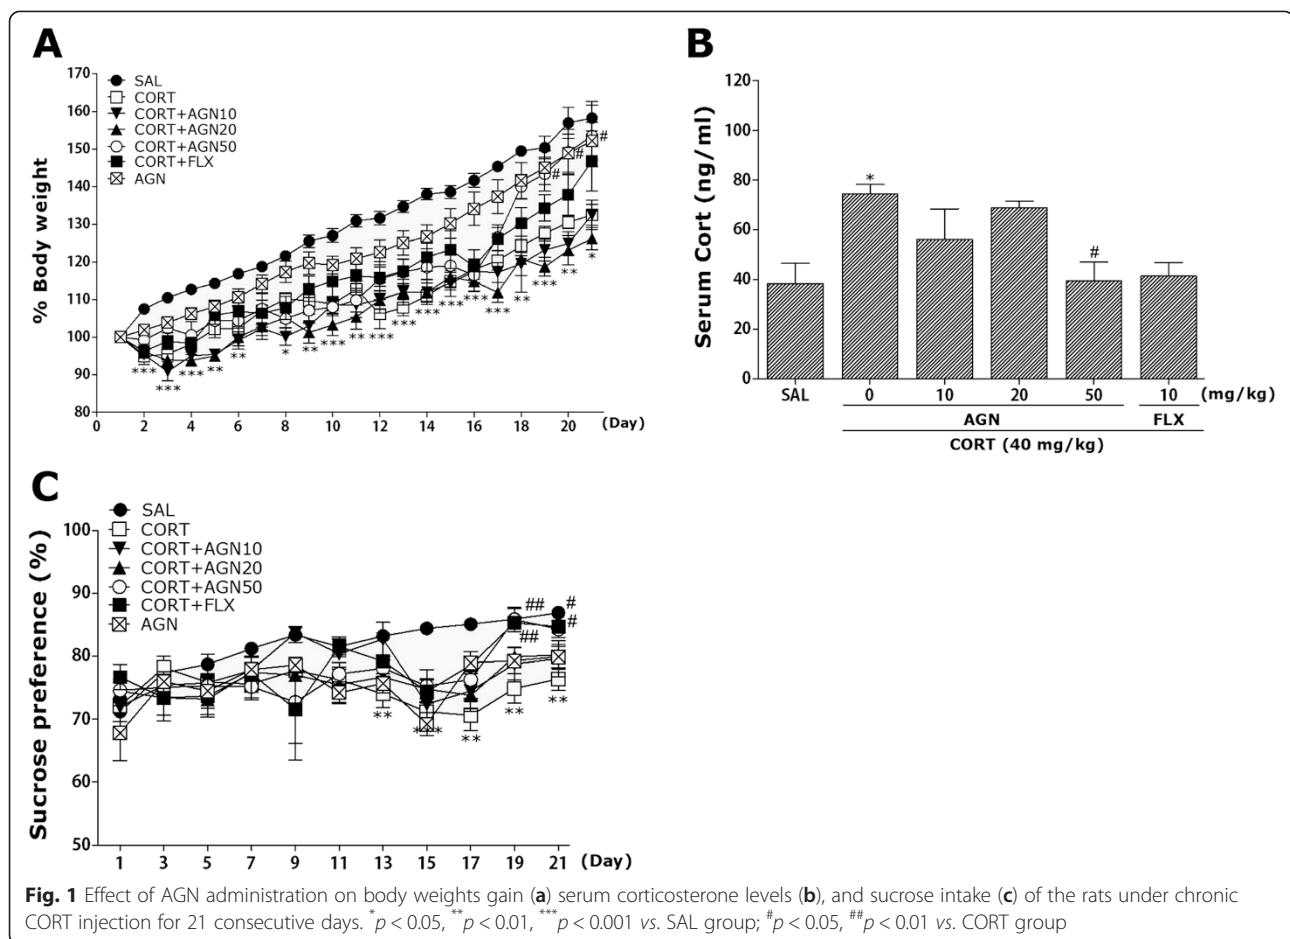 A
170
160
150
140
130
120
110
100
90
80
% Body weight
SAL
CORT
CORT+AGN10
CORT+AGN20
CORT+AGN50
CORT+FLX
AGN
#
#
#
*** *** *** ** ** * ** *** ** *** *** *** *** *** *** ** *** ** *
0 2 4 6 8 10 12 14 16 18 20 (Day)
B
120
100
80
60
40
20
0
Serum Cort (ng/ml)
*
#
SAL 0 10 20 50 10 (mg/kg)
AGN FLX
CORT (40 mg/kg)
C
100
90
80
70
60
50
Sucrose preference (%)
SAL
CORT
CORT+AGN10
CORT+AGN20
CORT+AGN50
CORT+FLX
AGN
## #
## #
** ** ** **
1 3 5 7 9 11 13 15 17 19 21 (Day)
Fig. 1 Effect of AGN administration on body weights gain (a) serum corticosterone levels (b), and sucrose intake (c) of the rats under chronic
CORT injection for 21 consecutive days. *p < 0.05, **p < 0.01, ***p < 0.001 vs. SAL group; #p < 0.05, ##p < 0.01 vs. CORT group